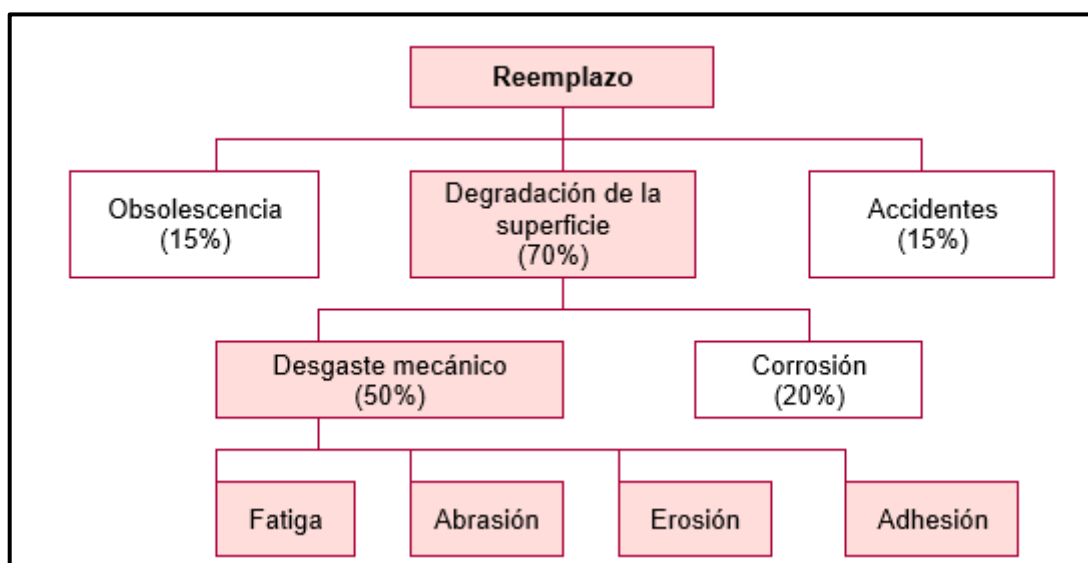 Reemplazo
Obsolescencia
(15%)
Degradación de la
superficie
(70%)
Accidentes
(15%)
Desgaste mecánico
(50%)
Corrosión
(20%)
Fatiga
Abrasión
Erosión
Adhesión